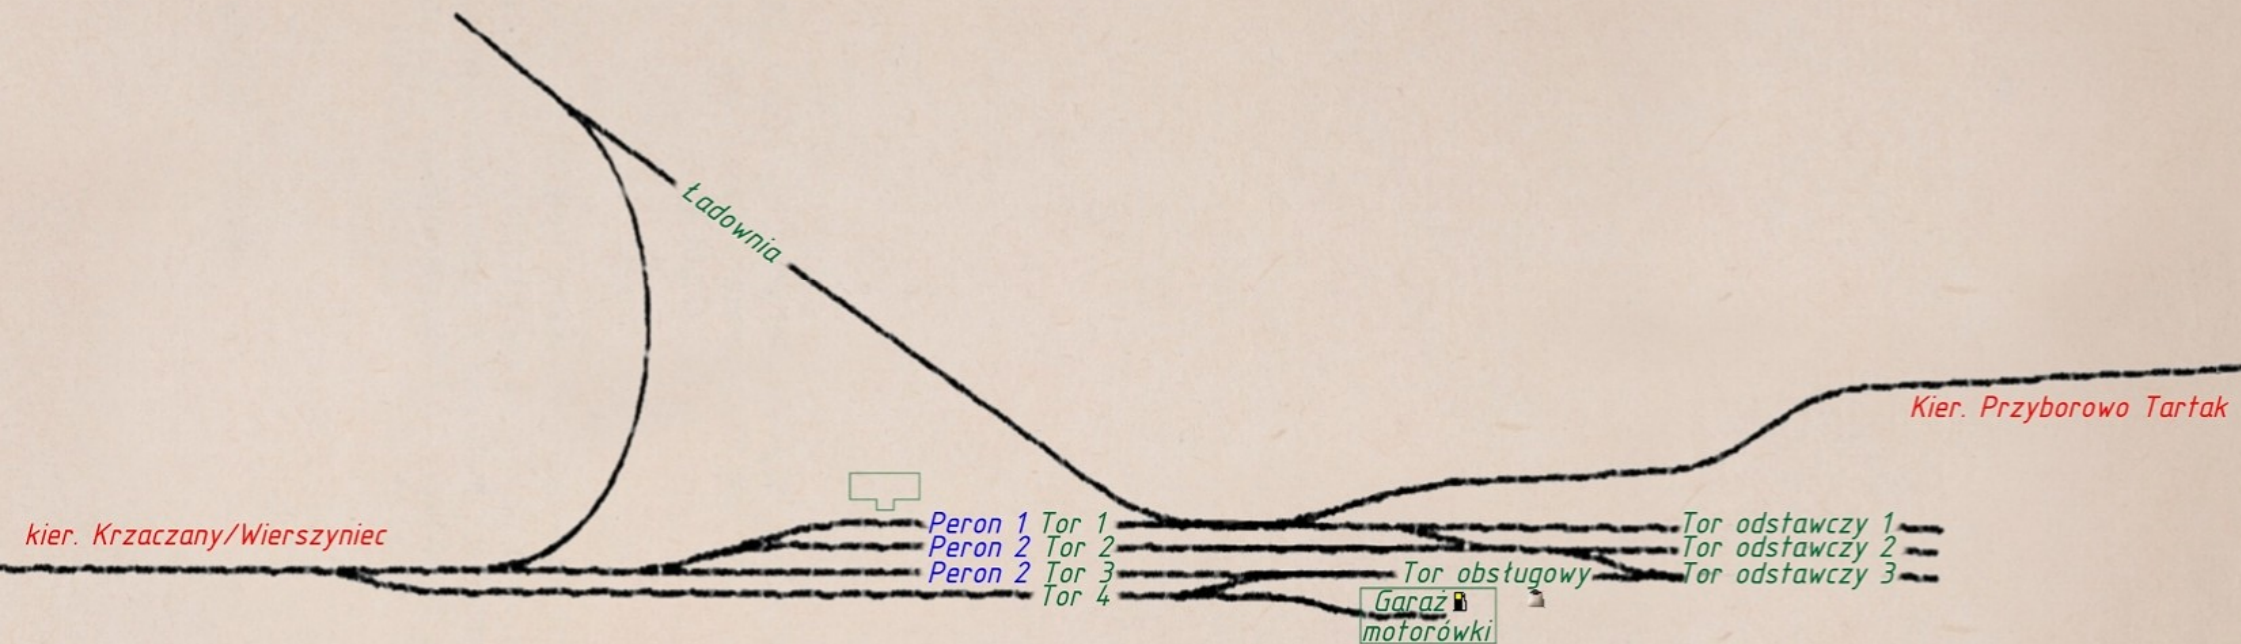 Ładownia
Kier. Przyborowo Tartak
kier. Krzaczany/Wierszyniec
Peron 1 Tor 1
Tor odstawczy 1
Peron 2 Tor 2
Tor odstawczy 2
Peron 2 Tor 3
Tor obsługowy
Tor odstawczy 3
Tor 4
Garaż
motorówki